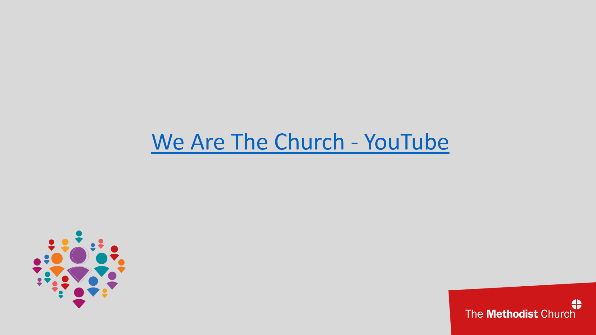 We Are The Church - YouTube
The Methodist Church